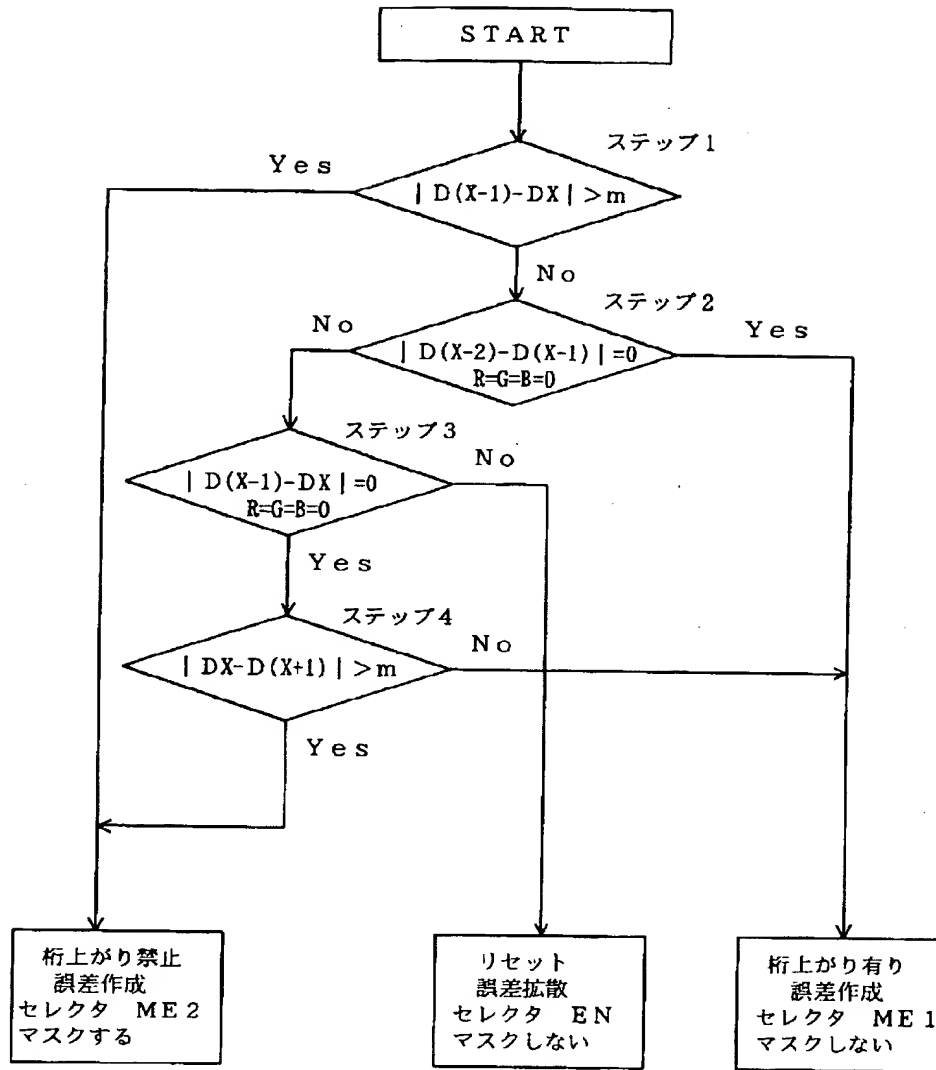 START
ステップ1
Yes
| D(X-1)-DX | >m
No
ステップ2
No
Yes
| D(X-2)-D(X-1) | =0
R=G=B=0
ステップ3
No
| D(X-1)-DX | =0
R=G=B=0
Yes
ステップ4
No
| DX-D(X+1) | >m
Yes
桁上がり禁止
誤差作成
セレクタ ME2
マスクする
リセット
誤差拡散
セレクタ EN
マスクしない
桁上がり有り
誤差作成
セレクタ ME1
マスクしない